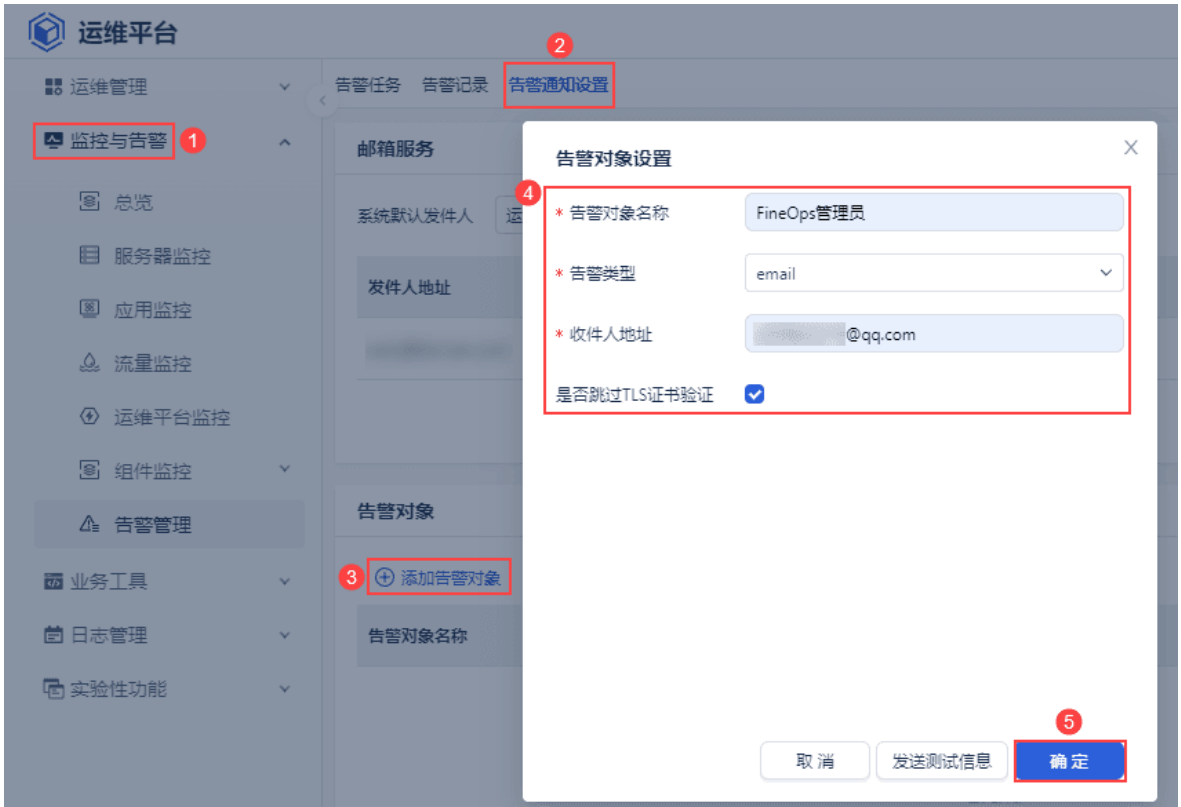 运维平台
运维管理
监控与告警 1
总览
服务器监控
应用监控
流量监控
运维平台监控
组件监控
告警管理
业务工具
日志管理
实验性功能
2
告警任务 告警记录 告警通知设置
邮箱服务
系统默认发件人 运
发件人地址
告警对象
3 添加告警对象
告警对象名称
告警对象设置
4
* 告警对象名称 FineOps管理员
* 告警类型 email
* 收件人地址 @qq.com
是否跳过TLS证书验证
5
取消 发送测试信息 确定